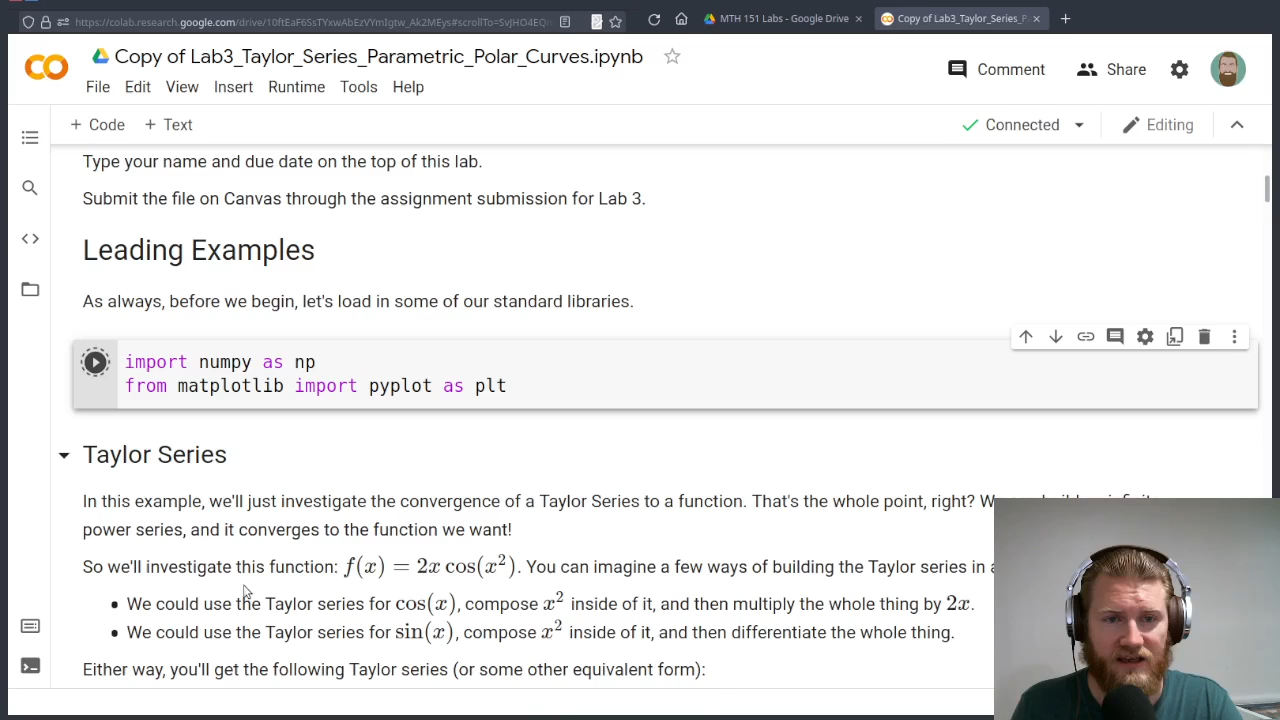 https://colab.research.google.com/drive/10ftEaF65sTYxwAbEzVYmIgtw_Ak2MEys#scrollTo=SvJHO4EQ
MTH 151 Labs - Google Drive
Copy of Lab3_Taylor_Series_P
Copy of Lab3_Taylor_Series_Parametric_Polar_Curves.ipynb
Comment
Share
File Edit View Insert Runtime Tools Help
+ Code + Text
Connected
Editing
Type your name and due date on the top of this lab.
Submit the file on Canvas through the assignment submission for Lab 3.
Leading Examples
As always, before we begin, let's load in some of our standard libraries.
import numpy as np
from matplotlib import pyplot as plt
Taylor Series
In this example, we'll just investigate the convergence of a Taylor Series to a function. That's the whole point, right?
power series, and it converges to the function we want!
So we'll investigate this function: f(x) = 2x cos(x²). You can imagine a few ways of building the Taylor series in
• We could use the Taylor series for cos(x), compose x² inside of it, and then multiply the whole thing by 2x.
• We could use the Taylor series for sin(x), compose x² inside of it, and then differentiate the whole thing.
Either way, you'll get the following Taylor series (or some other equivalent form):